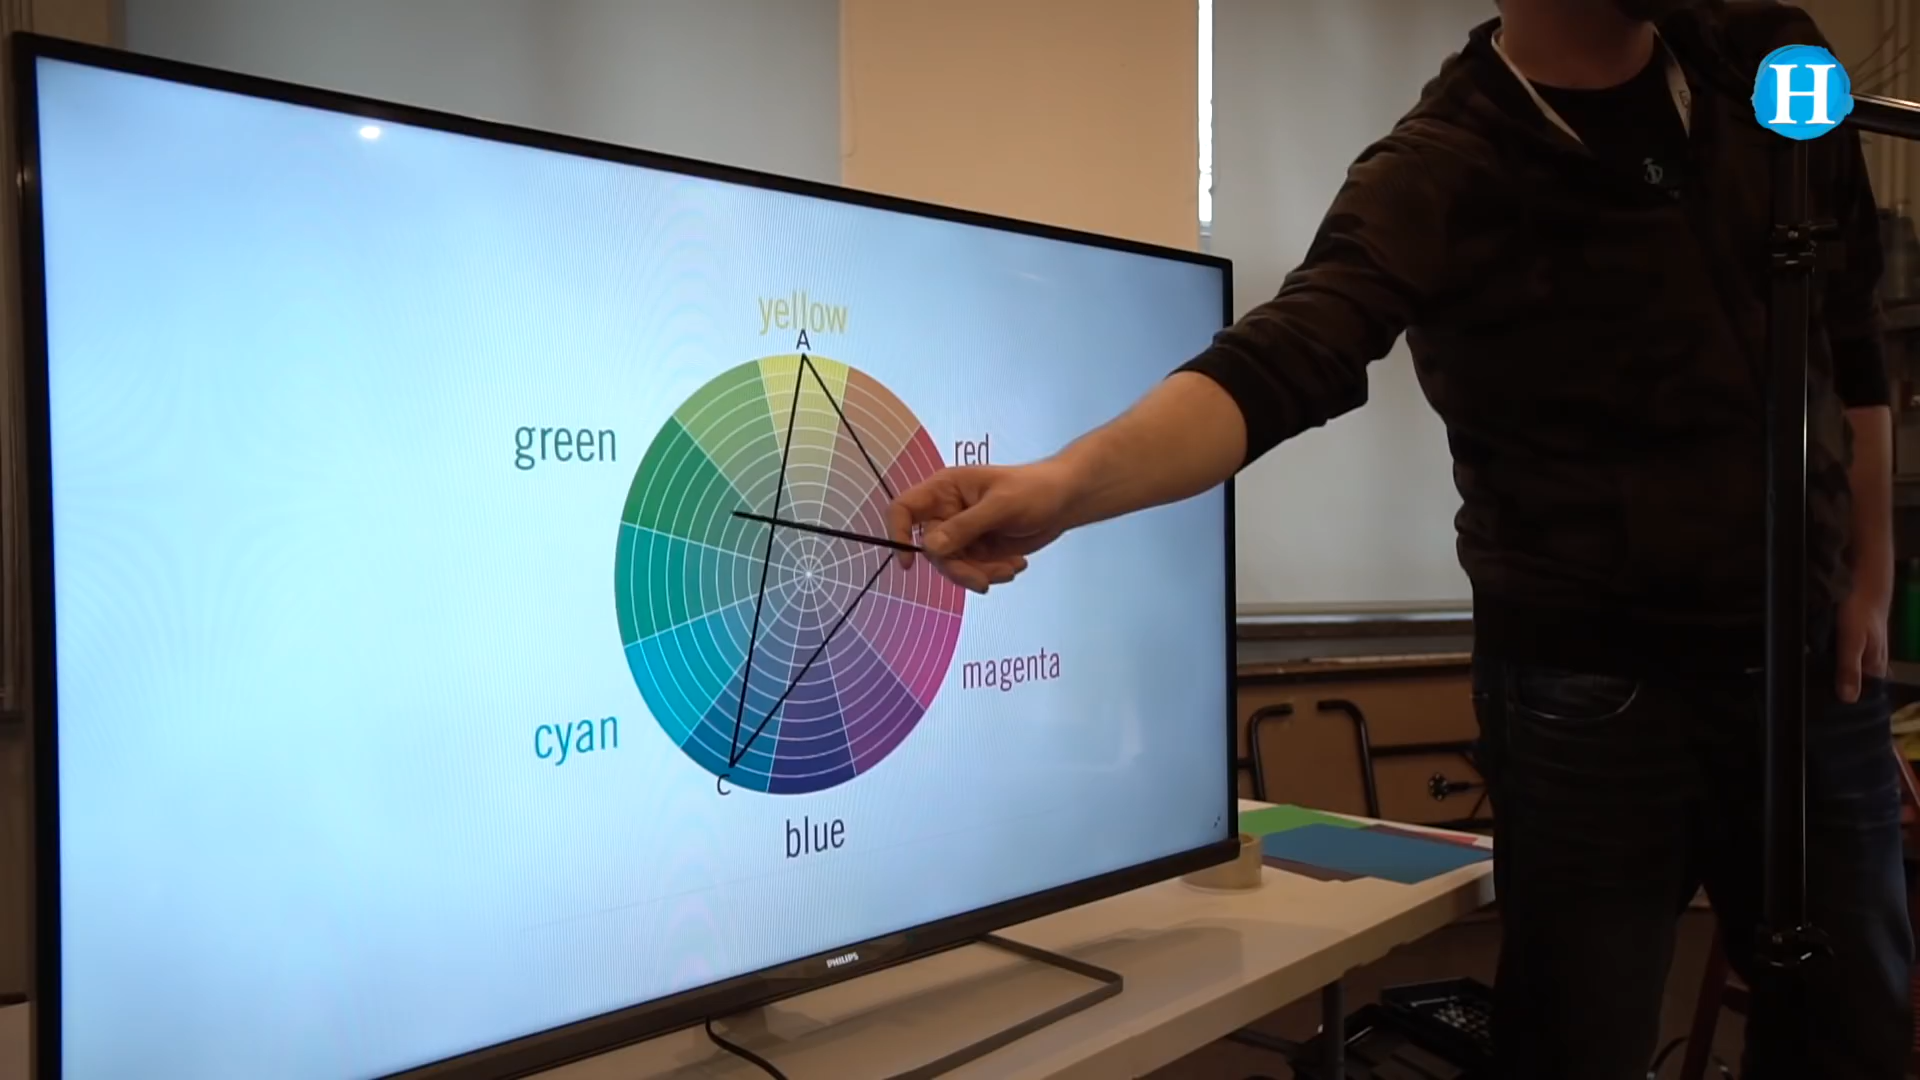 H
yellow
A
green
red
magenta
cyan
C
blue
PHILIPS